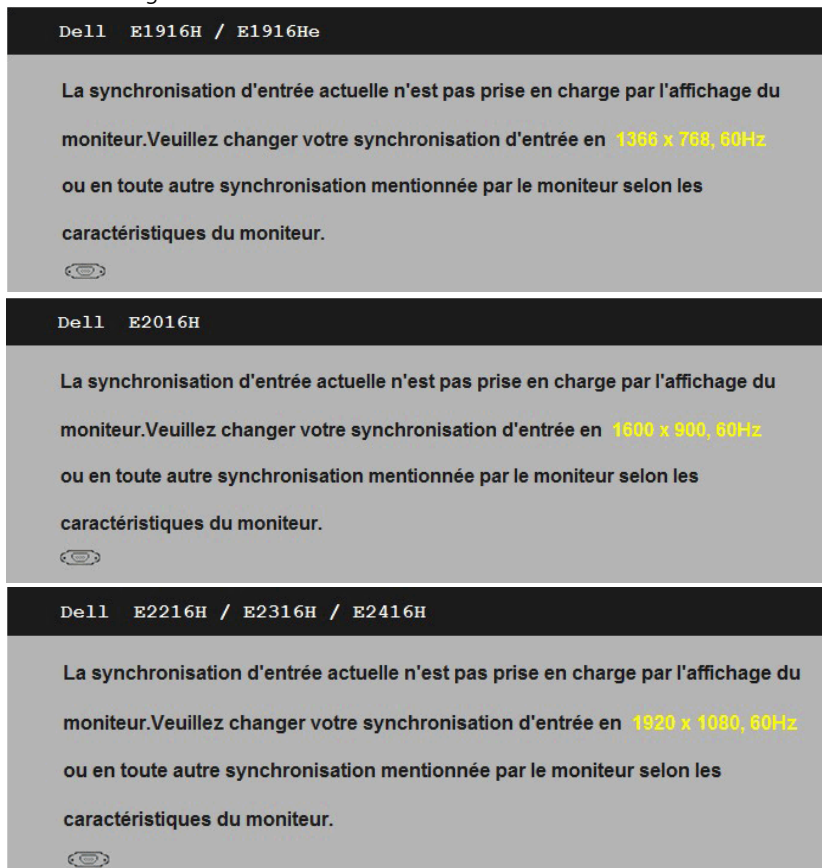 Dell E1916H / E1916He
La synchronisation d'entrée actuelle n'est pas prise en charge par l'affichage du
moniteur.Veuillez changer votre synchronisation d'entrée en 1366 x 768, 60Hz
ou en toute autre synchronisation mentionnée par le moniteur selon les
caractéristiques du moniteur.
Dell E2016H
La synchronisation d'entrée actuelle n'est pas prise en charge par l'affichage du
moniteur.Veuillez changer votre synchronisation d'entrée en 1600 x 900, 60Hz
ou en toute autre synchronisation mentionnée par le moniteur selon les
caractéristiques du moniteur.
Dell E2216H / E2316H / E2416H
La synchronisation d'entrée actuelle n'est pas prise en charge par l'affichage du
moniteur.Veuillez changer votre synchronisation d'entrée en 1920 x 1080, 60Hz
ou en toute autre synchronisation mentionnée par le moniteur selon les
caractéristiques du moniteur.